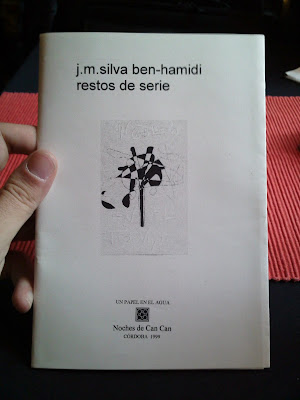 j.m.silva ben-hamidi
restos de serie
UN PAPEL EN EL AGUA
Noches de Can Can
CÓRDOBA 1999